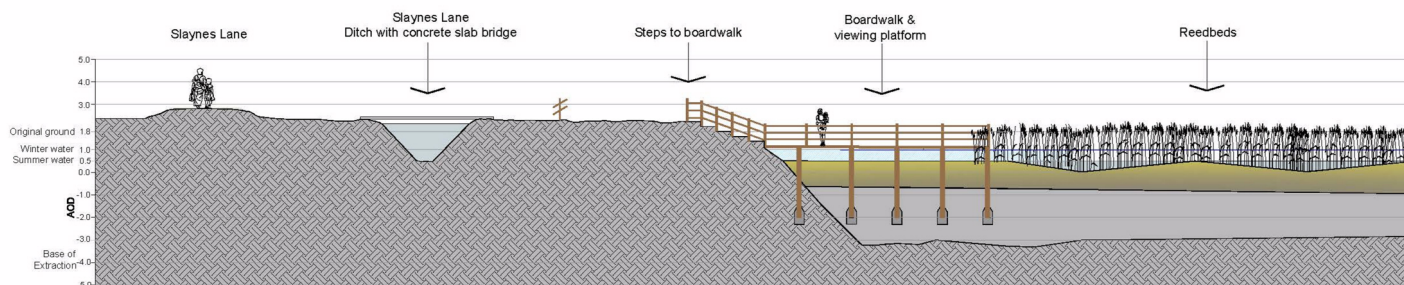 Slaynes Lane
Slaynes Lane
Ditch with concrete slab bridge
Steps to boardwalk
Boardwalk &
viewing platform
Reedbeds
5.0
4.0
3.0
Original ground 1.8
Winter water 1.0
Summer water 0.5
0.0
-1.0
AOD
-2.0
-3.0
Base of
Extraction
-4.0
-5.0